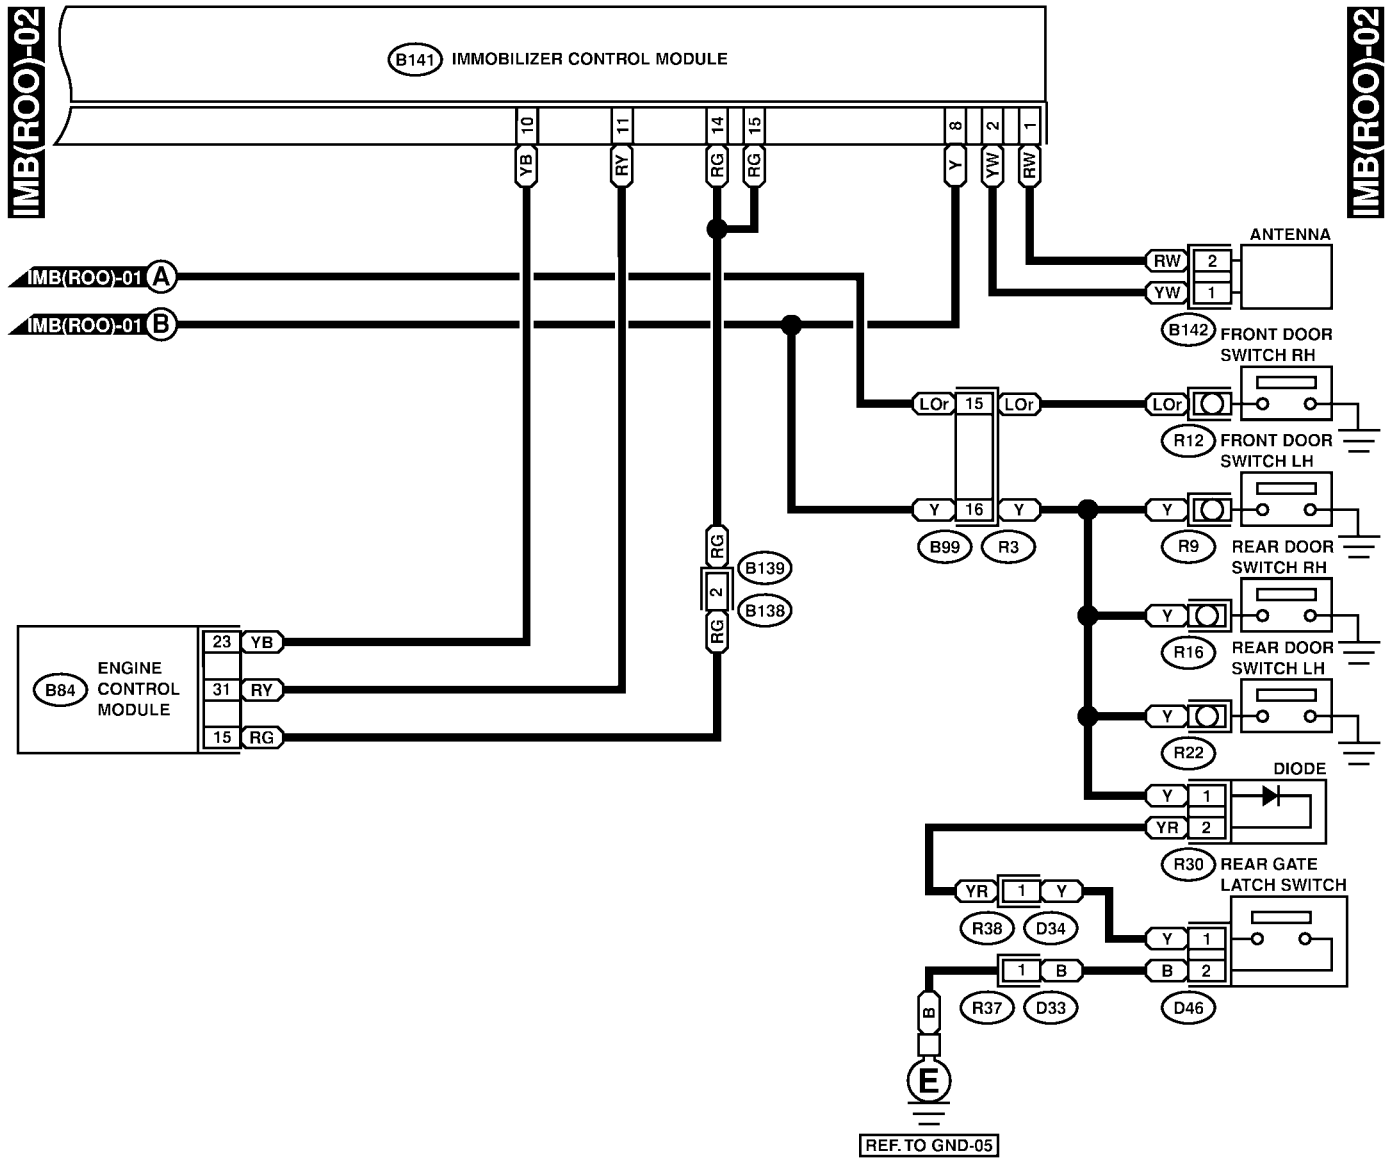 IMB(ROO)-02
IMB(ROO)-02
B141 IMMOBILIZER CONTROL MODULE
10 11 14 15 8 2 1
YB RY RG RG Y YW RW
ANTENNA
RW 2
YW 1
B142
IMB(ROO)-01 A
IMB(ROO)-01 B
FRONT DOOR
SWITCH RH
LOr 15 LOr LOr
R12
FRONT DOOR
SWITCH LH
Y 16 Y Y
B99 R3 R9
REAR DOOR
SWITCH RH
RG
B139
2
B138
RG
Y
R16
REAR DOOR
SWITCH LH
Y
R22
B84
ENGINE
CONTROL
MODULE
23 YB
31 RY
15 RG
DIODE
Y 1
YR 2
R30
REAR GATE
LATCH SWITCH
YR 1 Y
R38 D34
Y 1
1 B B 2
R37 D33 D46
B
E
REF. TO GND-05